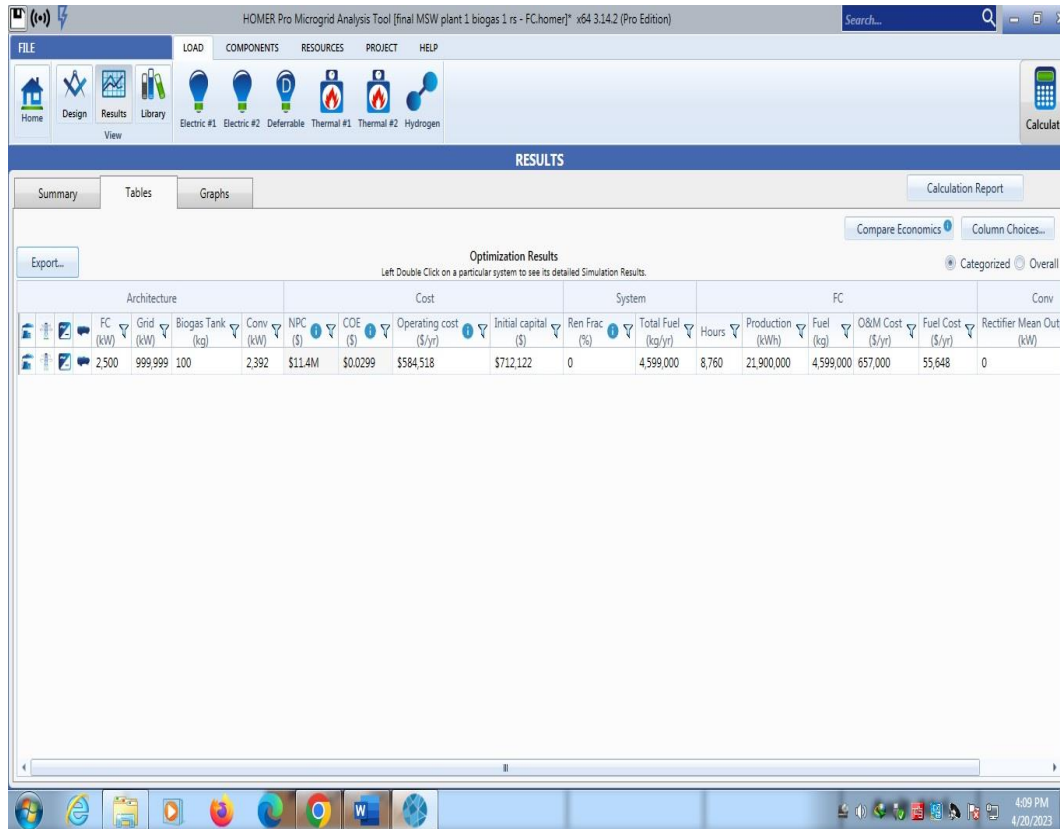 HOMER Pro Microgrid Analysis Tool [final MSW plant 1 biogas 1 rs - FC.homer]* x64 3.14.2 (Pro Edition)
Search...
FILE
LOAD COMPONENTS RESOURCES PROJECT HELP
Home
Design Results Library
View
D
Electric #1 Electric #2 Deferrable Thermal #1 Thermal #2 Hydrogen
Calculat
RESULTS
Summary Tables Graphs
Calculation Report
Compare Economics Column Choices...
Export...
Optimization Results
Left Double Click on a particular system to see its detailed Simulation Results.
Categorized Overall
Architecture Cost System FC Conv
FC (kW) Grid (kW) Biogas Tank (kg) Conv (kW) NPC ($) COE ($) Operating cost ($/yr) Initial capital ($) Ren Frac (%) Total Fuel (kg/yr) Hours Production (kWh) Fuel (kg) O&M Cost ($/yr) Fuel Cost ($/yr) Rectifier Mean Out (kW)
2,500 999,999 100 2,392 $11.4M $0.0299 $584,518 $712,122 0 4,599,000 8,760 21,900,000 4,599,000 657,000 55,648 0
4:09 PM
4/20/2023